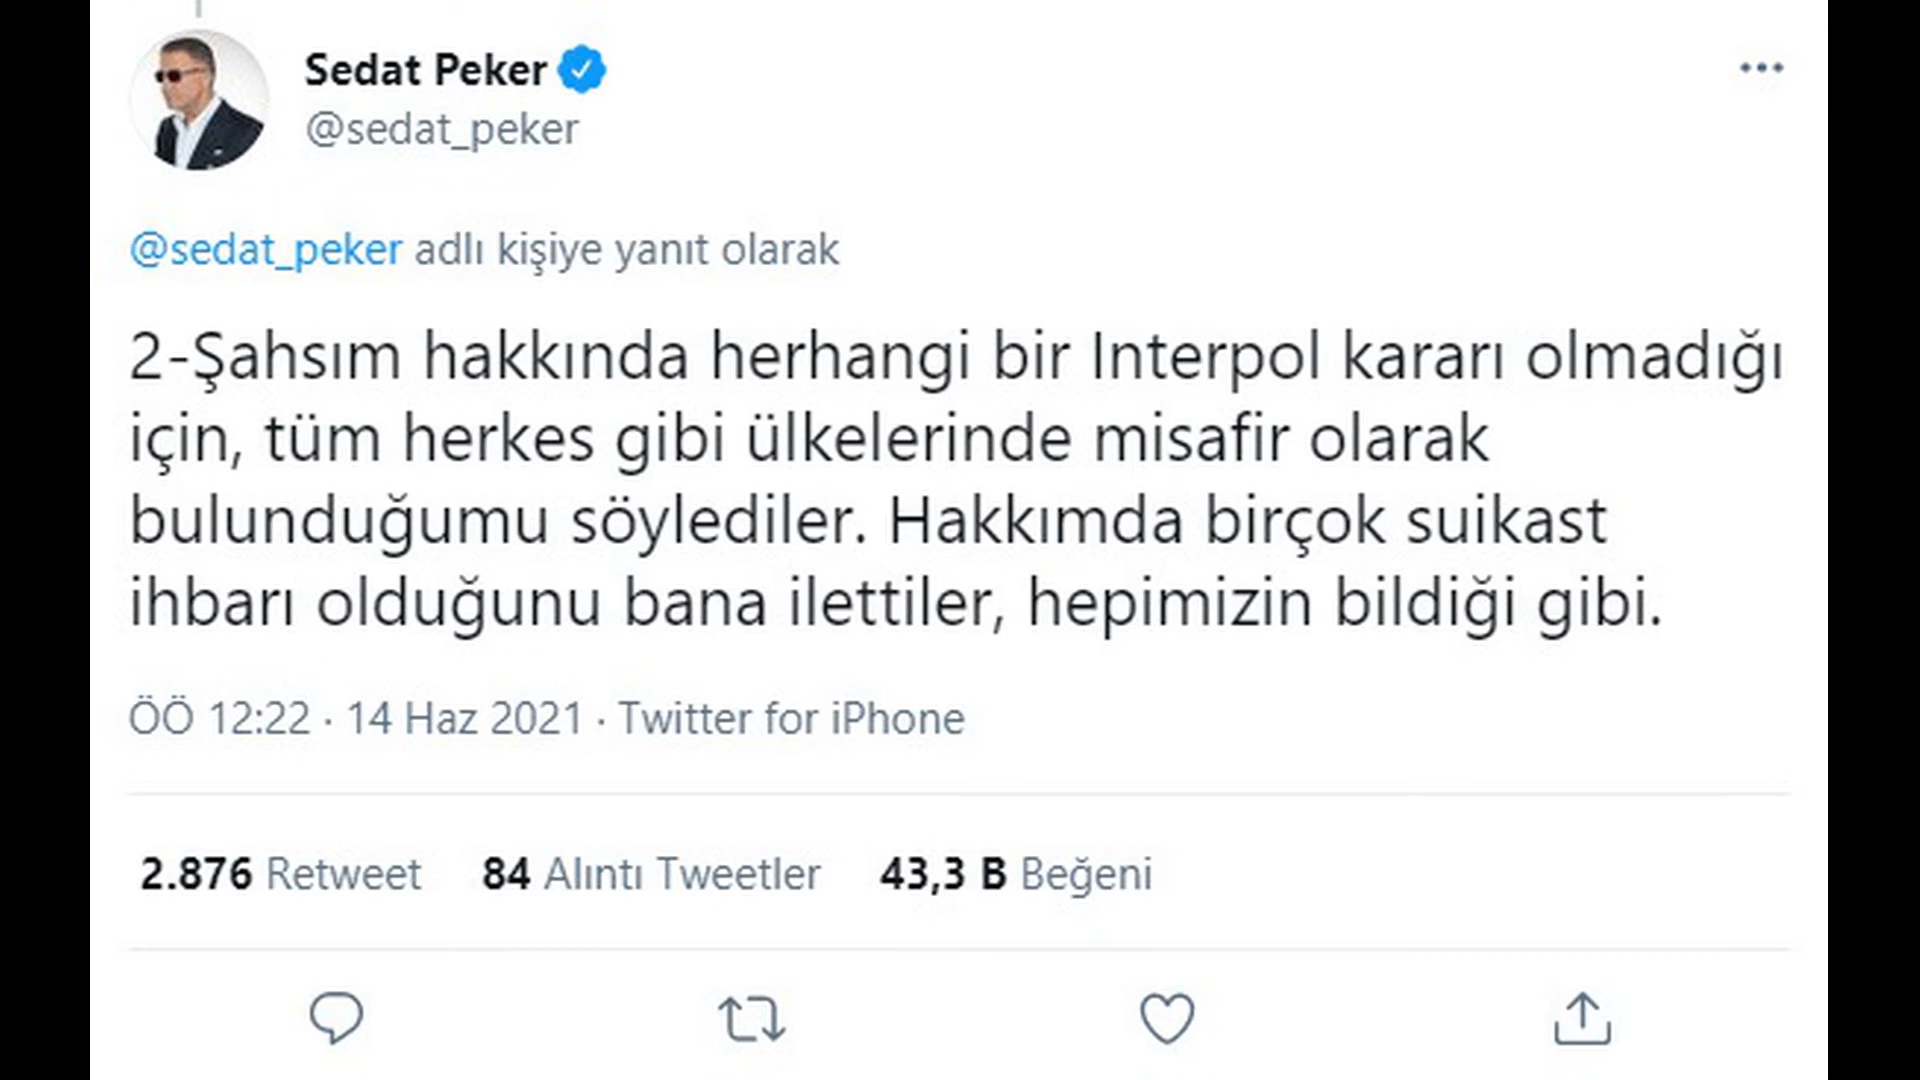 Sedat Peker
@sedat_peker
@sedat_peker adlı kişiye yanıt olarak
2-Şahsım hakkında herhangi bir Interpol kararı olmadığı
için, tüm herkes gibi ülkelerinde misafir olarak
bulunduğumu söylediler. Hakkımda birçok suikast
ihbarı olduğunu bana ilettiler, hepimizin bildiği gibi.
ÖÖ 12:22 · 14 Haz 2021 · Twitter for iPhone
2.876 Retweet 84 Alıntı Tweetler 43,3 B Beğeni